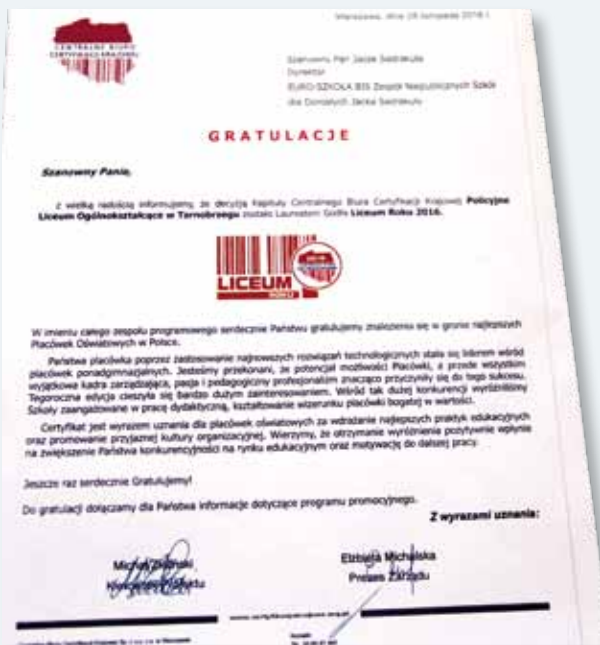 Warszawa, dnia 28 listopada 2016 r.
CENTRALNE BIURO
CERTYFIKACJI KRAJOWEJ
Szanowny Pan Jacek
Dyrektor
EURO-SZKOŁA BIS Zespół Niepublicznych Szkół
dla Dorosłych Jacka
GRATULACJE
Szanowny Panie,
z wielką radością informujemy, że decyzją Kapituły Centralnego Biura Certyfikacji Krajowej Policyjne
Liceum Ogólnokształcące w Tarnobrzegu zostało Laureatem Godła Liceum Roku 2016.
LICEUM
ROKU
W imieniu całego zespołu programowego serdecznie Państwu gratulujemy znalezienia się w gronie najlepszych
Placówek Oświatowych w Polsce.
Państwa placówka poprzez zastosowanie najnowszych rozwiązań technologicznych stała się liderem wśród
placówek ponadgimnazjalnych. Jesteśmy przekonani, że potencjał możliwości Placówki, a przede wszystkim
wyjątkowa kadra zarządzająca, pasja i pedagogiczny profesjonalizm znacząco przyczyniły się do tego sukcesu.
Tegoroczna edycja cieszyła się bardzo dużym zainteresowaniem. Wśród tak dużej konkurencji wyróżniliśmy
Szkoły zaangażowane w pracę dydaktyczną, kształtowanie wizerunku placówki bogatej w wartości.
Certyfikat jest wyrazem uznania dla placówek oświatowych za wdrażanie najlepszych praktyk edukacyjnych
oraz promowanie przyjaznej kultury organizacyjnej. Wierzymy, że otrzymanie wyróżnienia pozytywnie wpłynie
na zwiększenie Państwa konkurencyjności na rynku edukacyjnym oraz motywację do dalszej pracy.
Jeszcze raz serdecznie Gratulujemy!
Do gratulacji dołączamy dla Państwa informacje dotyczące programu promocyjnego.
Z wyrazami uznania:
Elżbieta Michalska
Prezes Zarządu